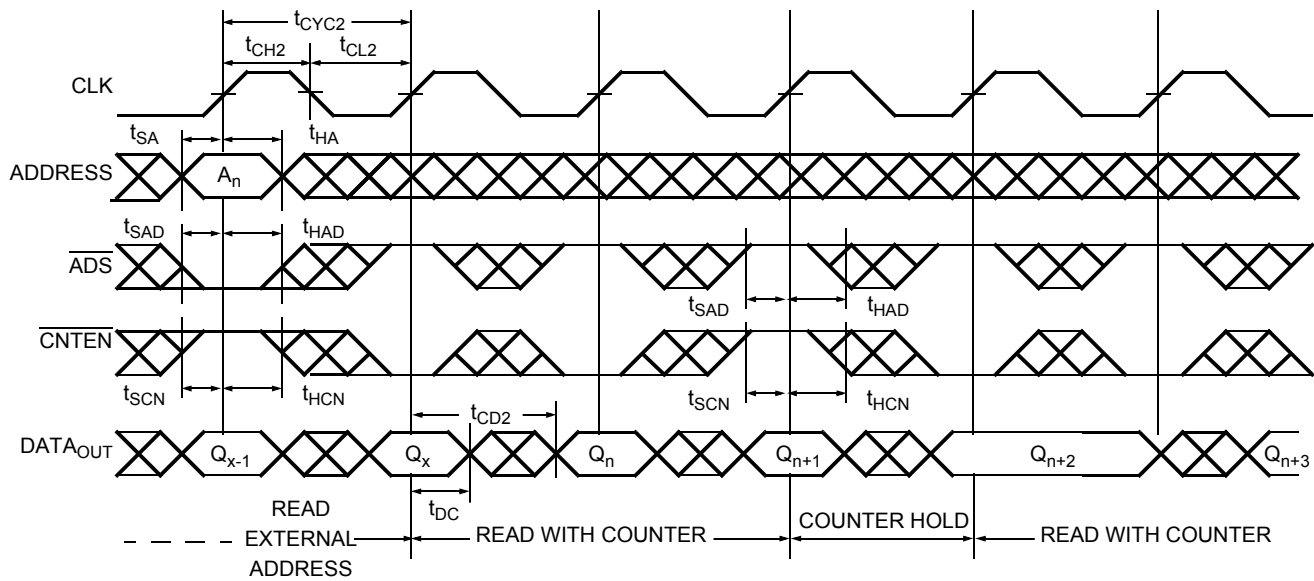 tCYC2
tCH2 tCL2
CLK
tSA tHA
ADDRESS An
tSAD tHAD
ADS
tSAD tHAD
CNTEN
tSCN tHCN tSCN tHCN
tCD2
DATAOUT Qx-1 Qx Qn Qn+1 Qn+2 Qn+3
tDC
READ
EXTERNAL
ADDRESS
READ WITH COUNTER
COUNTER HOLD
READ WITH COUNTER